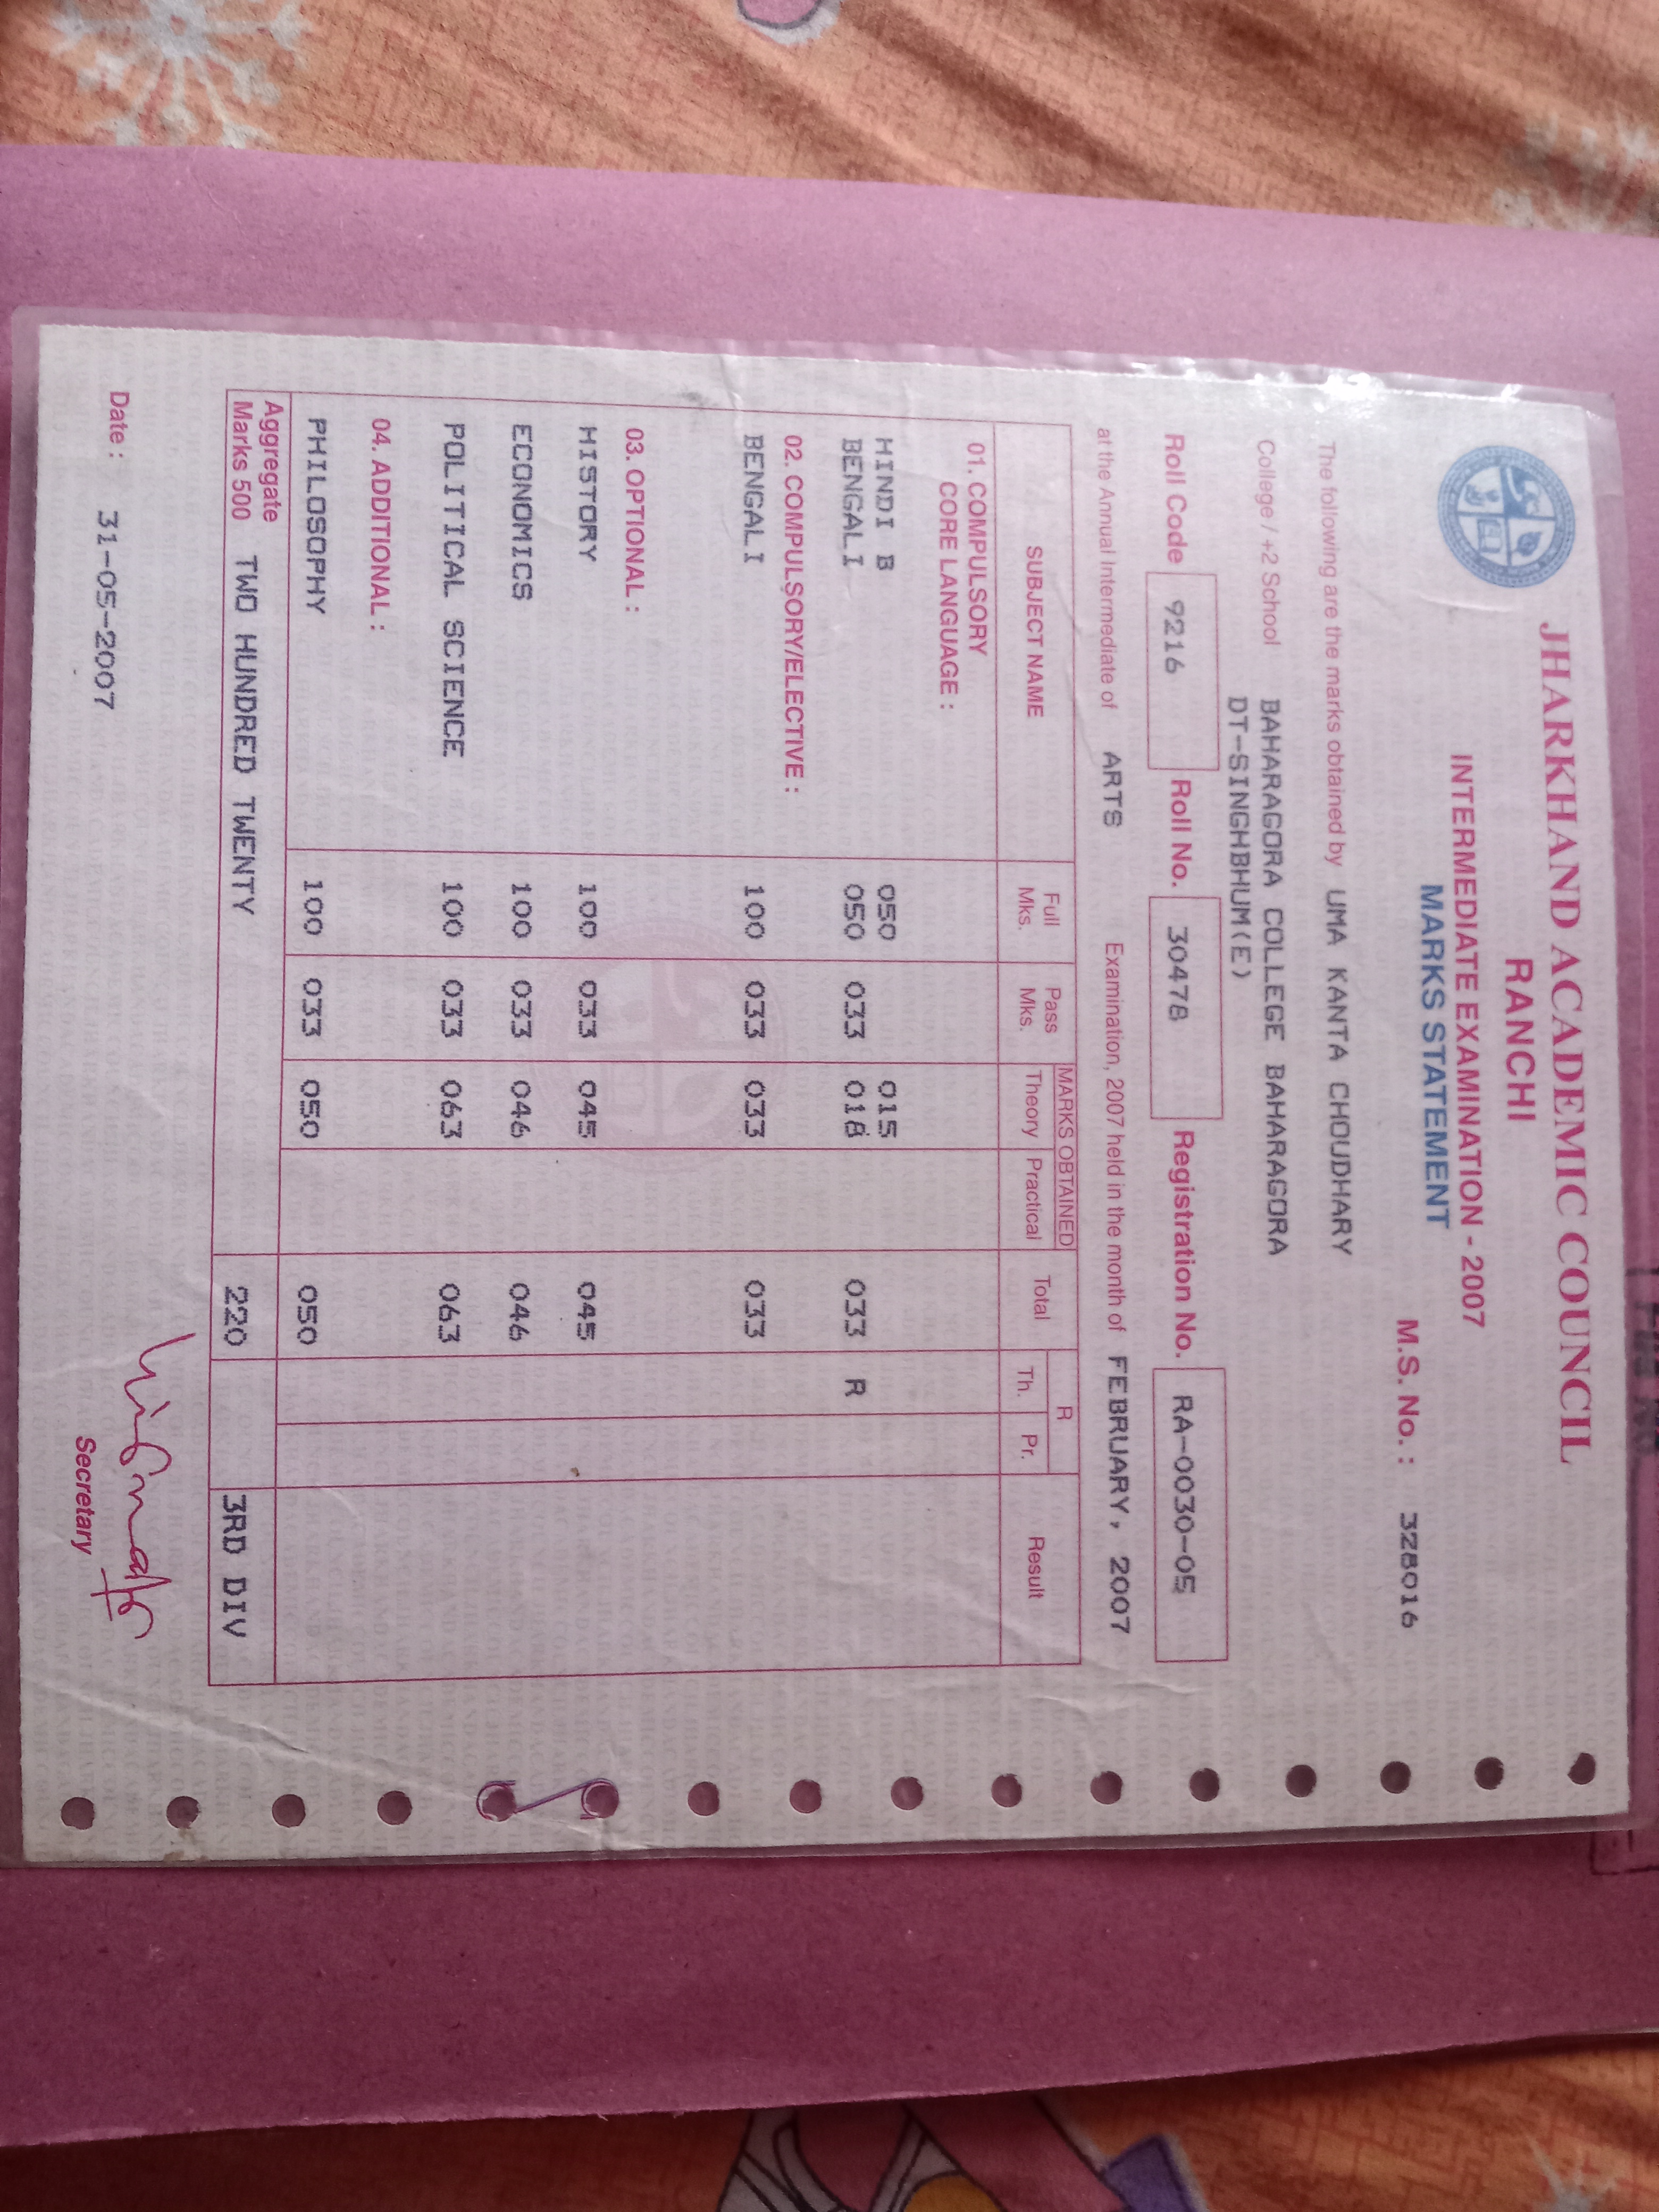 JHARKHAND ACADEMIC COUNCIL
RANCHI
INTERMEDIATE EXAMINATION - 2007
MARKS STATEMENT
M.S. No. : 328016
The following are the marks obtained by UMA KANTA CHOUDHARY
College / +2 School BAHARAGORA COLLEGE BAHARAGORA
DT-SINGHBHUM(E)
Roll Code 9216 Roll No. 30478 Registration No. RA-0030-05
at the Annual Intermediate of ARTS Examination, 2007 held in the month of FEBRUARY, 2007
SUBJECT NAME Full Mks. Pass Mks. MARKS OBTAINED Theory Practical Total R Th. Pr. Result
01. COMPULSORY
CORE LANGUAGE :
HINDI B 050 015
BENGALI 050 033 018 033 R
02. COMPULSORY/ELECTIVE :
BENGALI 100 033 033 033
03. OPTIONAL :
HISTORY 100 033 045 045
ECONOMICS 100 033 046 046
POLITICAL SCIENCE 100 033 063 063
04. ADDITIONAL :
PHILOSOPHY 100 033 050 050
Aggregate
Marks 500 TWO HUNDRED TWENTY 220 3RD DIV
Date : 31-05-2007
Secretary